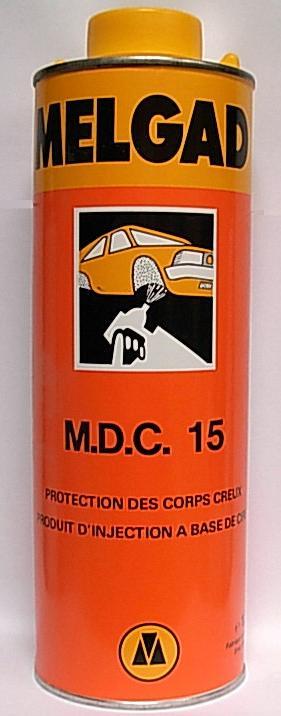 MELGAD
M.D.C. 15
PROTECTION DES CORPS CREUX
PRODUIT D'INJECTION A BASE DE
M